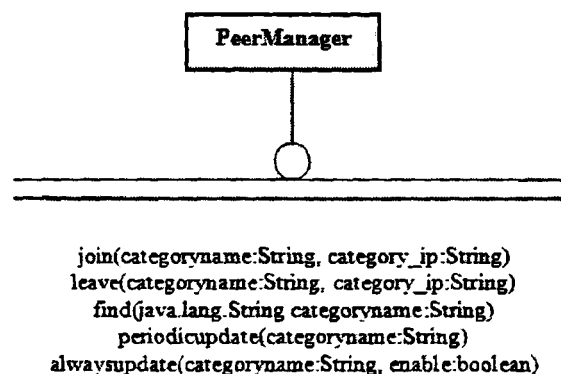 PeerManager
join(categoryname:String, category_ip:String)
leave(categoryname:String, category_ip:String)
find(java.lang.String categoryname:String)
periodicupdate(categoryname:String)
alwaysupdate(categoryname:String, enable:boolean)